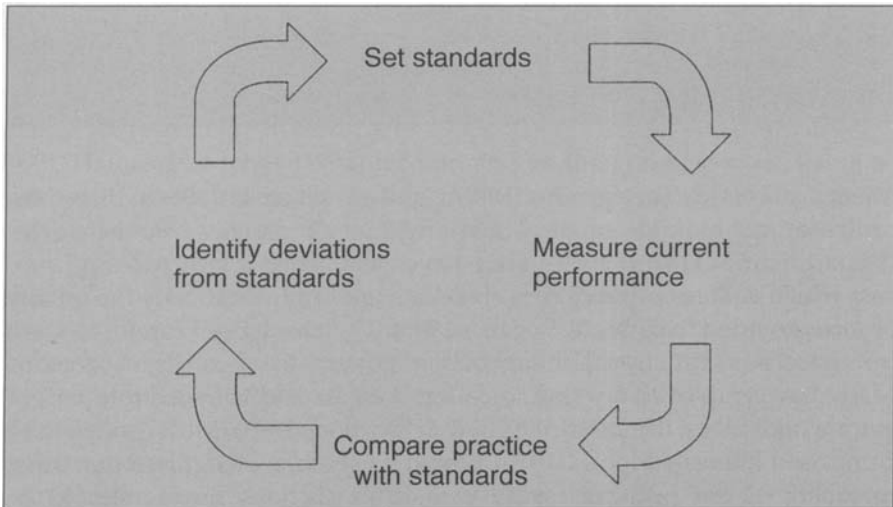 Set standards
Measure current
performance
Compare practice
with standards
Identify deviations
from standards